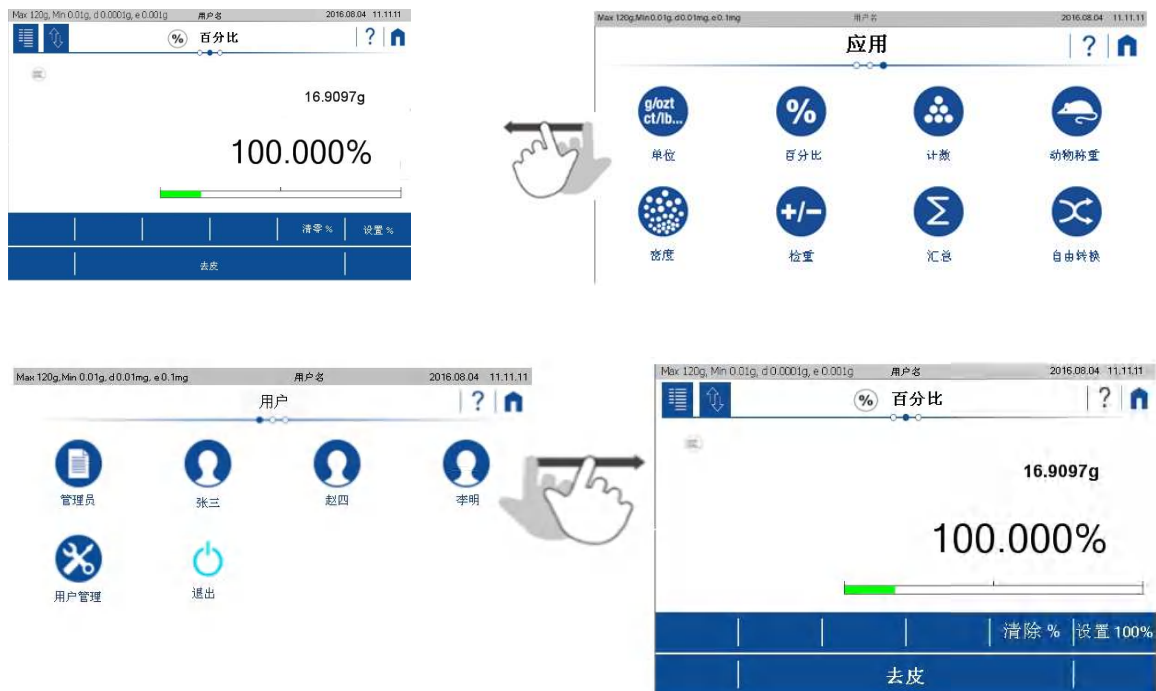 Max 120g, Min 0.01g, d 0.0001g, e 0.001g 用户名 2016.08.04 11.11.11
% 百分比 ?
16.9097g
100.000%
清零 % 设置 %
去皮
Max 120g,Min 0.01g, d0.01mg, e0.1mg 用户名 2016.08.04 11.11.11
应用 ?
g/ozt ct/lb... % +/- Σ
单位 百分比 计数 动物称重
密度 检重 汇总 自由转换
Max 120g,Min 0.01g, d 0.01mg, e 0.1mg 用户名 2016.08.04 11.11.11
用户 ?
管理员 张三 赵四 李明
用户管理 退出
Max 120g, Min 0.01g, d 0.0001g, e 0.001g 用户名 2016.08.04 11.11.11
% 百分比 ?
16.9097g
100.000%
清除 % 设置 100%
去皮